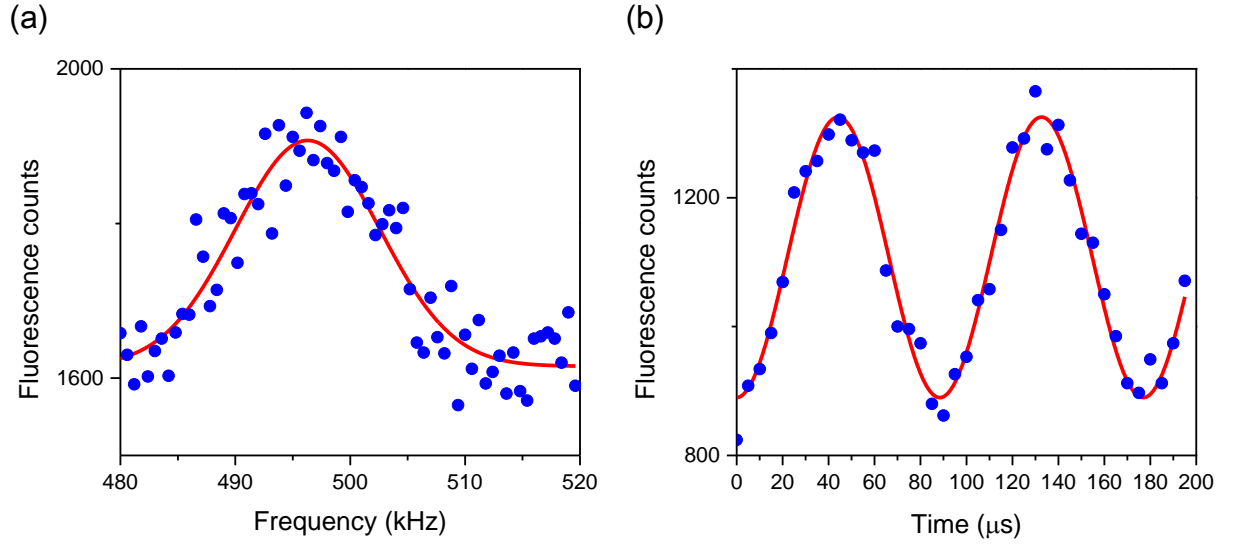 (a)
(b)
2000
1600
Fluorescence counts
480 490 500 510 520
Frequency (kHz)
1200
800
Fluorescence counts
0 20 40 60 80 100 120 140 160 180 200
Time (μs)